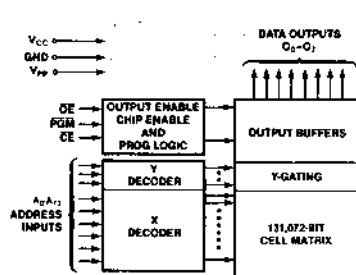 VCC
GND
VPP
DATA OUTPUTS
O0–O7
OE
PGM
CE
OUTPUT ENABLE
CHIP ENABLE
AND
PROG LOGIC
OUTPUT BUFFERS
A0-A13
ADDRESS
INPUTS
Y
DECODER
Y-GATING
X
DECODER
131,072-BIT
CELL MATRIX